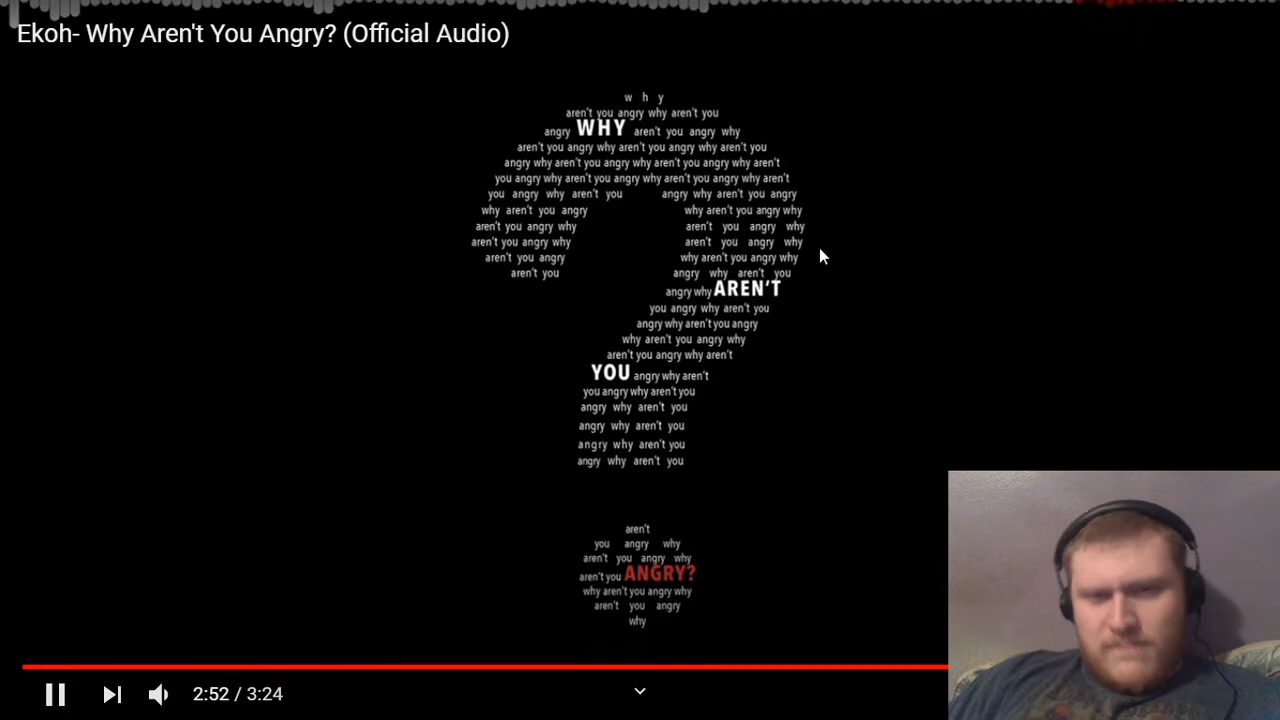 Ekoh- Why Aren't You Angry? (Official Audio)
w h y
aren't you angry why aren't you
angry WHY aren't you angry why
aren't you angry why aren't you angry why aren't you
angry why aren't you angry why aren't you angry why aren't
you angry why aren't you angry why aren't you angry why aren't
you angry why aren't you angry why aren't you angry
why aren't you angry why aren't you angry why
aren't you angry why aren't you angry why
aren't you angry why aren't you angry why
aren't you angry why aren't you angry why
aren't you angry why aren't you
angry why AREN'T
you angry why aren't you
angry why aren't you angry
why aren't you angry why
aren't you angry why aren't
YOU angry why aren't
you angry why aren't you
angry why aren't you
angry why aren't you
angry why aren't you
angry why aren't you
aren't
you angry why
aren't you angry why
aren't you ANGRY?
why aren't you angry why
aren't you angry
why
2:52 / 3:24